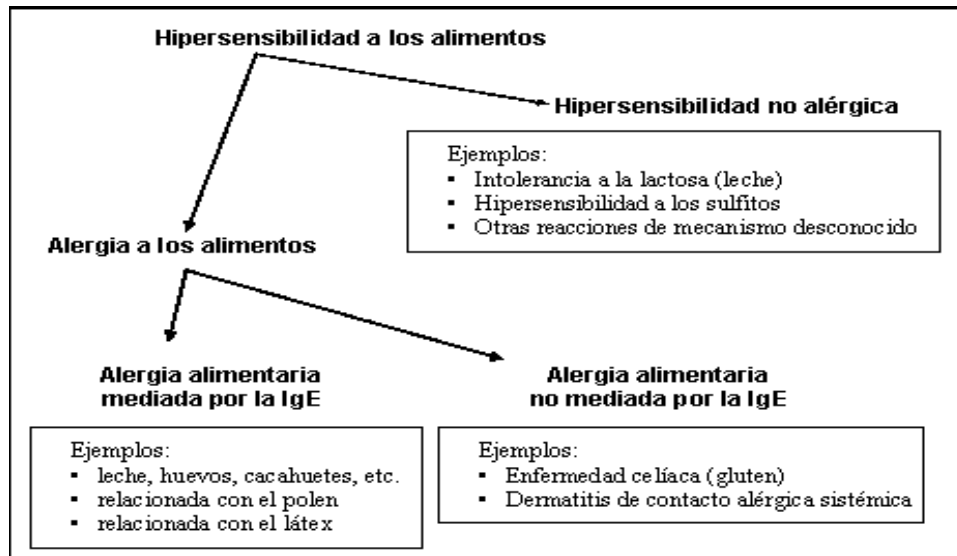 Hipersensibilidad a los alimentos
Hipersensibilidad no alérgica
Ejemplos:
▪ Intolerancia a la lactosa (leche)
▪ Hipersensibilidad a los sulfitos
▪ Otras reacciones de mecanismo desconocido
Alergia a los alimentos
Alergia alimentaria
mediada por la IgE
Ejemplos:
▪ leche, huevos, cacahuetes, etc.
▪ relacionada con el polen
▪ relacionada con el látex
Alergia alimentaria
no mediada por la IgE
Ejemplos:
▪ Enfermedad celíaca (gluten)
▪ Dermatitis de contacto alérgica sistémica